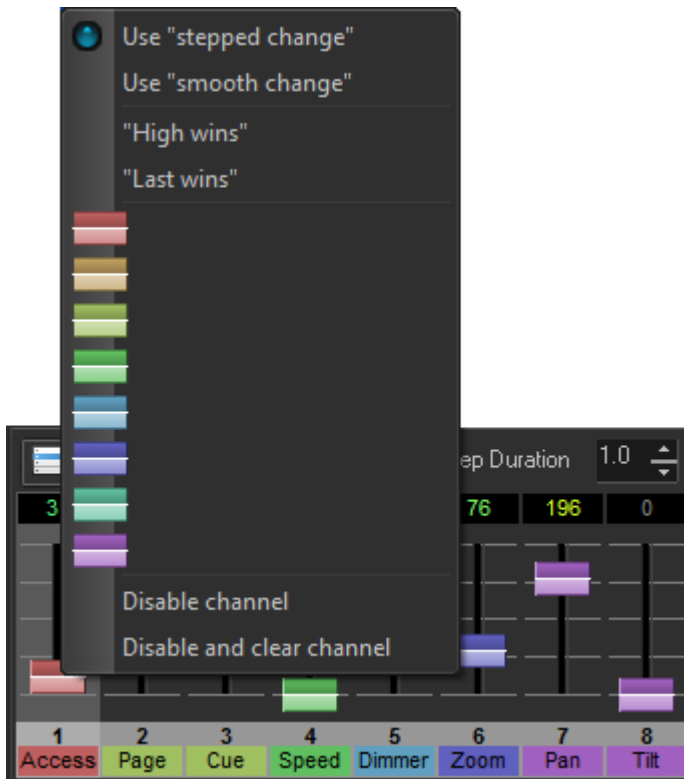 Use "stepped change"
Use "smooth change"
"High wins"
"Last wins"
Disable channel
Disable and clear channel
ep Duration 1.0
3 76 196 0
1 2 3 4 5 6 7 8
Access Page Cue Speed Dimmer Zoom Pan Tilt